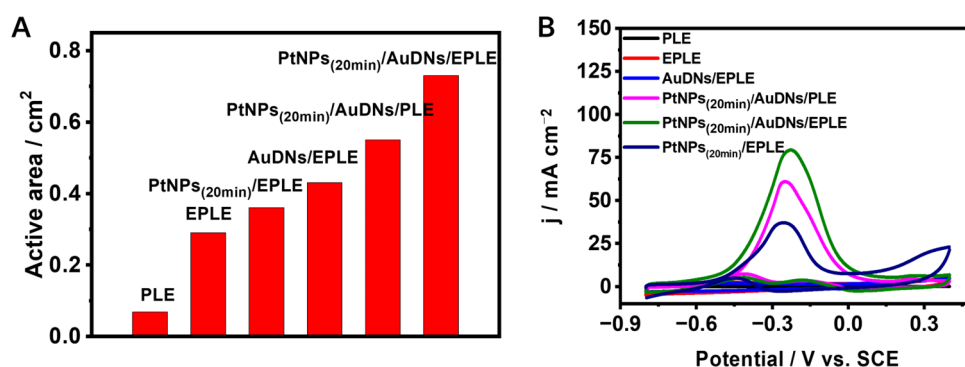 A
Active area / cm²
0.8
0.6
0.4
0.2
0.0
PtNPs(20min)/AuDNs/EPLE
PtNPs(20min)/AuDNs/PLE
AuDNs/EPLE
PtNPs(20min)/EPLE
EPLE
PLE
B
j / mA cm⁻²
150
125
100
75
50
25
0
PLE
EPLE
AuDNs/EPLE
PtNPs(20min)/AuDNs/PLE
PtNPs(20min)/AuDNs/EPLE
PtNPs(20min)/EPLE
−0.9 −0.6 −0.3 0.0 0.3
Potential / V vs. SCE